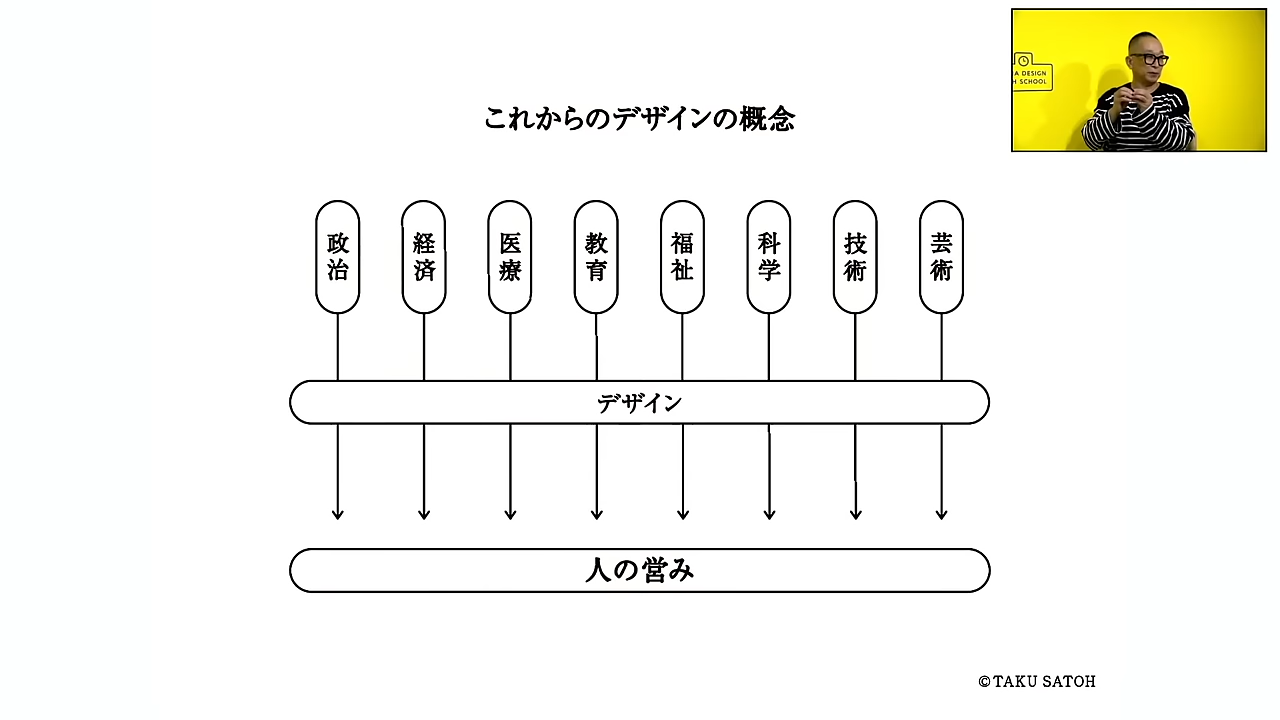 これからのデザインの概念
政治
経済
医療
教育
福祉
科学
技術
芸術
デザイン
人の営み
©TAKU SATOH
A DESIGN
H SCHOOL